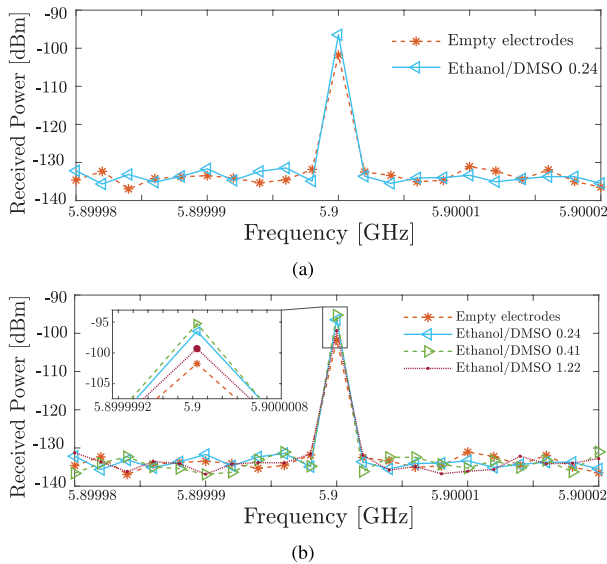 -90
-100
-110
-120
-130
-140
Received Power [dBm]
Empty electrodes
Ethanol/DMSO 0.24
5.89998
5.89999
5.9
5.90001
5.90002
Frequency [GHz]
(a)
-90
-100
-110
-120
-130
-140
Received Power [dBm]
-95
-100
-105
5.8999992
5.9
5.9000008
Empty electrodes
Ethanol/DMSO 0.24
Ethanol/DMSO 0.41
Ethanol/DMSO 1.22
5.89998
5.89999
5.9
5.90001
5.90002
Frequency [GHz]
(b)